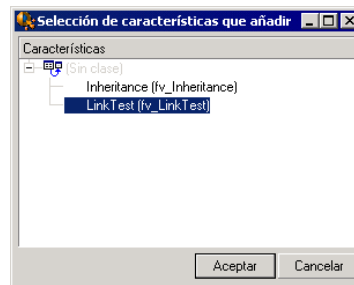 Selección de características que añadir
Características
(Sin clase)
Inheritance (fv_Inheritance)
LinkTest (fv_LinkTest)
Aceptar
Cancelar